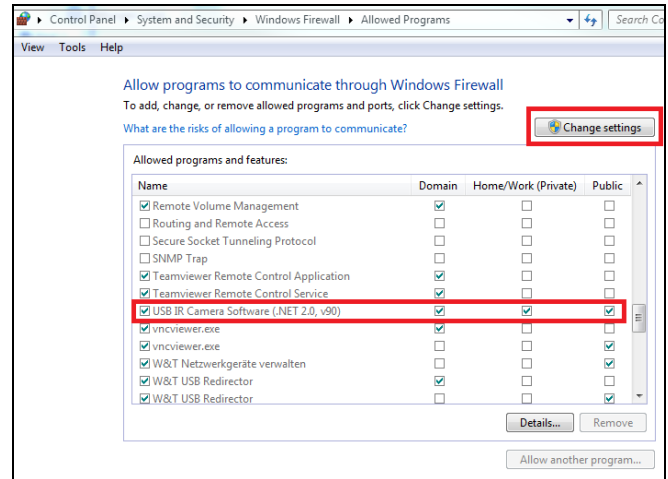 Control Panel System and Security Windows Firewall Allowed Programs Search Co
View Tools Help
Allow programs to communicate through Windows Firewall
To add, change, or remove allowed programs and ports, click Change settings.
What are the risks of allowing a program to communicate? Change settings
Allowed programs and features:
Name Domain Home/Work (Private) Public
Remote Volume Management
Routing and Remote Access
Secure Socket Tunneling Protocol
SNMP Trap
Teamviewer Remote Control Application
Teamviewer Remote Control Service
USB IR Camera Software (.NET 2.0, v90)
vncviewer.exe
vncviewer.exe
W&T Netzwerkgeräte verwalten
W&T USB Redirector
W&T USB Redirector
Details... Remove
Allow another program...